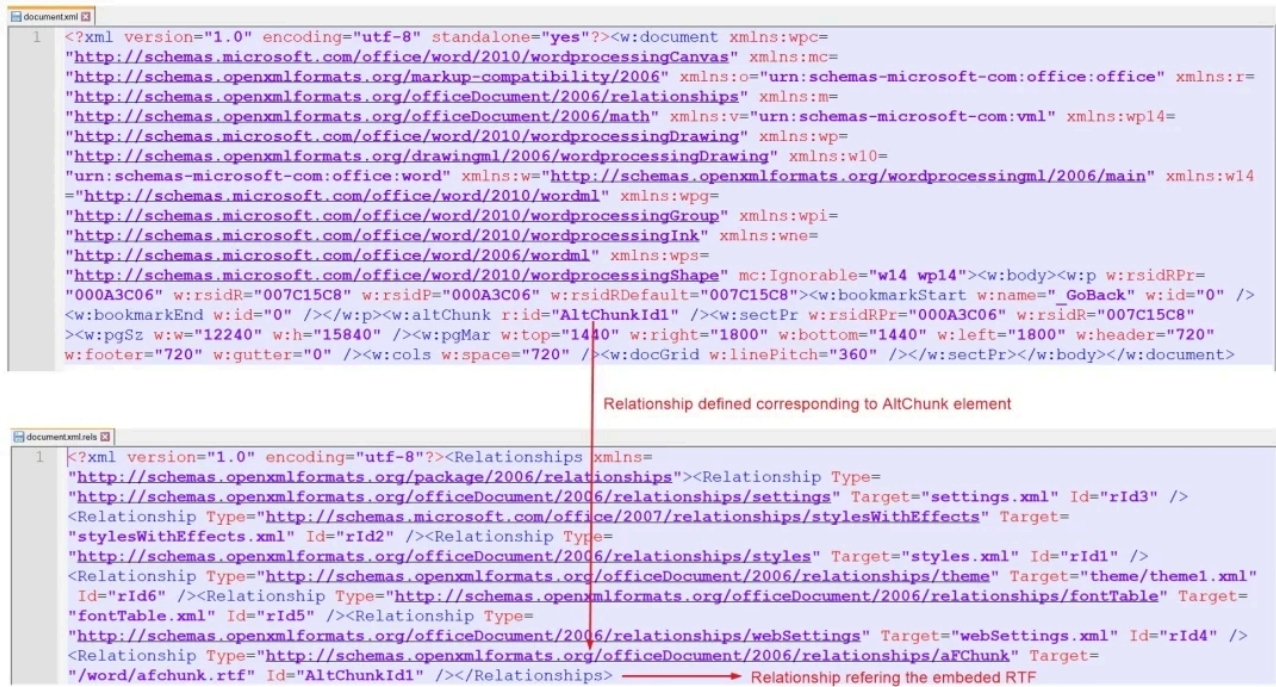 document.xml
1 <?xml version="1.0" encoding="utf-8" standalone="yes"?><w:document xmlns:wpc=
"http://schemas.microsoft.com/office/word/2010/wordprocessingCanvas" xmlns:mc=
"http://schemas.openxmlformats.org/markup-compatibility/2006" xmlns:o="urn:schemas-microsoft-com:office:office" xmlns:r=
"http://schemas.openxmlformats.org/officeDocument/2006/relationships" xmlns:m=
"http://schemas.openxmlformats.org/officeDocument/2006/math" xmlns:v="urn:schemas-microsoft-com:vml" xmlns:wp14=
"http://schemas.microsoft.com/office/word/2010/wordprocessingDrawing" xmlns:wp=
"http://schemas.openxmlformats.org/drawingml/2006/wordprocessingDrawing" xmlns:w10=
"urn:schemas-microsoft-com:office:word" xmlns:w="http://schemas.openxmlformats.org/wordprocessingml/2006/main" xmlns:w14
="http://schemas.microsoft.com/office/word/2010/wordml" xmlns:wpg=
"http://schemas.microsoft.com/office/word/2010/wordprocessingGroup" xmlns:wpi=
"http://schemas.microsoft.com/office/word/2010/wordprocessingInk" xmlns:wne=
"http://schemas.microsoft.com/office/word/2006/wordml" xmlns:wps=
"http://schemas.microsoft.com/office/word/2010/wordprocessingShape" mc:Ignorable="w14 wp14"><w:body><w:p w:rsidRPr=
"000A3C06" w:rsidR="007C15C8" w:rsidP="000A3C06" w:rsidRDefault="007C15C8"><w:bookmarkStart w:name="_GoBack" w:id="0" />
<w:bookmarkEnd w:id="0" /></w:p><w:altChunk r:id="AltChunkId1" /><w:sectPr w:rsidRPr="000A3C06" w:rsidR="007C15C8"
><w:pgSz w:w="12240" w:h="15840" /><w:pgMar w:top="1440" w:right="1800" w:bottom="1440" w:left="1800" w:header="720"
w:footer="720" w:gutter="0" /><w:cols w:space="720" /><w:docGrid w:linePitch="360" /></w:sectPr></w:body></w:document>
Relationship defined corresponding to AltChunk element
document.xml.rels
1 <?xml version="1.0" encoding="utf-8"?><Relationships xmlns=
"http://schemas.openxmlformats.org/package/2006/relationships"><Relationship Type=
"http://schemas.openxmlformats.org/officeDocument/2006/relationships/settings" Target="settings.xml" Id="rId3" />
<Relationship Type="http://schemas.microsoft.com/office/2007/relationships/stylesWithEffects" Target=
"stylesWithEffects.xml" Id="rId2" /><Relationship Type=
"http://schemas.openxmlformats.org/officeDocument/2006/relationships/styles" Target="styles.xml" Id="rId1" />
<Relationship Type="http://schemas.openxmlformats.org/officeDocument/2006/relationships/theme" Target="theme/theme1.xml"
Id="rId6" /><Relationship Type="http://schemas.openxmlformats.org/officeDocument/2006/relationships/fontTable" Target=
"fontTable.xml" Id="rId5" /><Relationship Type=
"http://schemas.openxmlformats.org/officeDocument/2006/relationships/webSettings" Target="webSettings.xml" Id="rId4" />
<Relationship Type="http://schemas.openxmlformats.org/officeDocument/2006/relationships/aFChunk" Target=
"/word/afchunk.rtf" Id="AltChunkId1" /></Relationships>
Relationship refering the embeded RTF